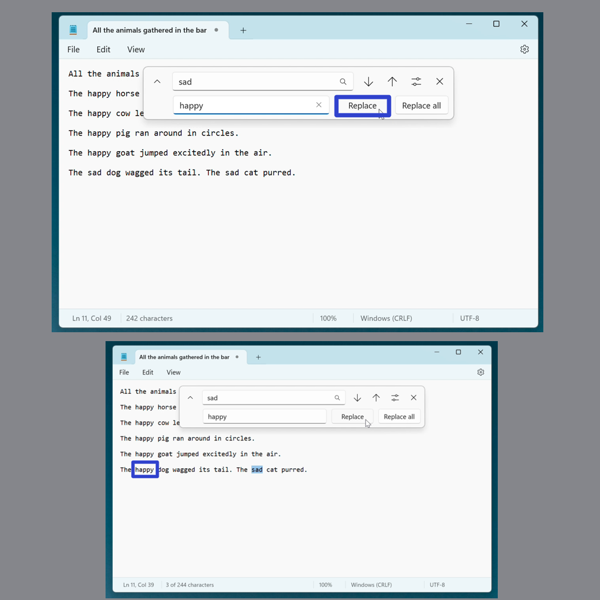 All the animals gathered in the bar
File Edit View
sad
All the animals
happy Replace Replace all
The happy horse
The happy cow le
The happy pig ran around in circles.
The happy goat jumped excitedly in the air.
The sad dog wagged its tail. The sad cat purred.
Ln 11, Col 49 242 characters 100% Windows (CRLF) UTF-8
All the animals gathered in the bar
File Edit View
All the animals
sad
The happy horse
happy Replace Replace all
The happy cow le
The happy pig ran around in circles.
The happy goat jumped excitedly in the air.
The happy dog wagged its tail. The sad cat purred.
Ln 11, Col 39 3 of 244 characters 100% Windows (CRLF) UTF-8